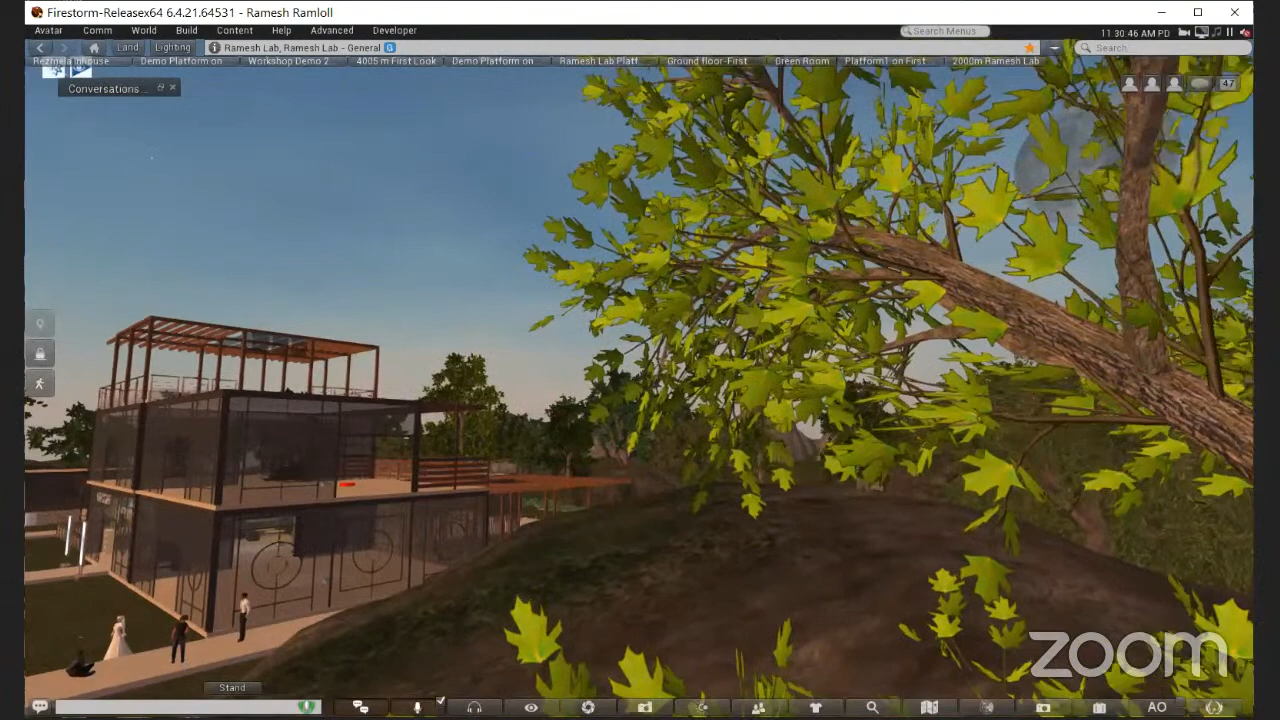 Firestorm-Releasex64 6.4.21.64531 - Ramesh Ramloll
Avatar Comm World Build Content Help Advanced Developer Search Menus 11:30:46 AM PD
Land Lighting Ramesh Lab, Ramesh Lab - General G Search
Rezmela Inhouse Demo Platform on Workshop Demo 2 4005 m First Look Demo Platform on Ramesh Lab Platf Ground floor-First Green Room Platform1 on First 2000m Ramesh Lab
Conversations... 47
zoom
Stand
AO